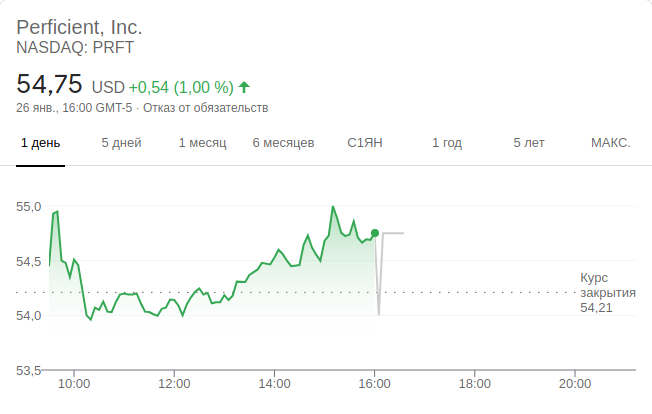 Perficient, Inc.
NASDAQ: PRFT
54,75 USD +0,54 (1,00 %)
26 янв., 16:00 GMT-5 · Отказ от обязательств
1 день 5 дней 1 месяц 6 месяцев С1ЯН 1 год 5 лет МАКС.
55,0
54,5
Курс
закрытия
54,21
54,0
53,5
10:00 12:00 14:00 16:00 18:00 20:00